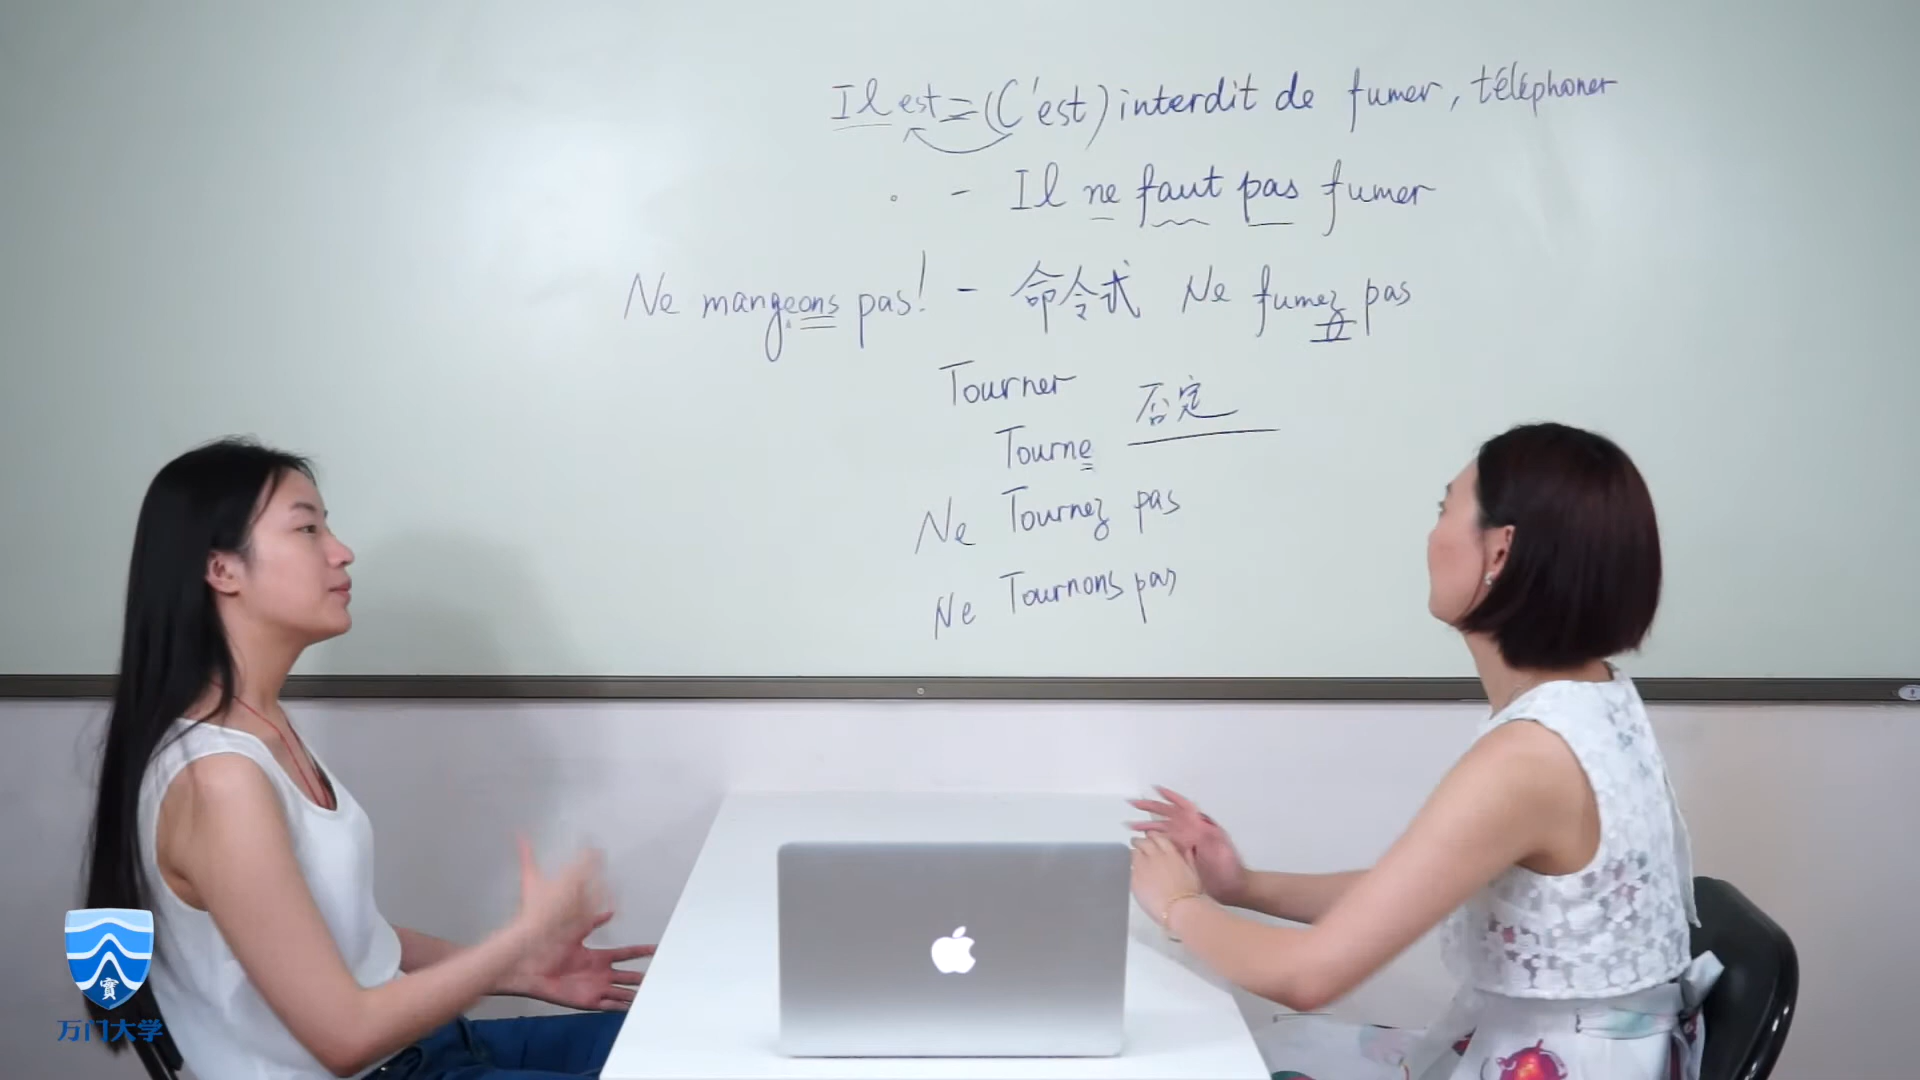 Il est = (C'est) interdit de fumer, téléphoner
- Il ne faut pas fumer
Ne mangeons pas! - 命令式 Ne fumez pas
Tourner
否定
Tourne
Ne Tournez pas
Ne Tournons pas
寳
万门大学